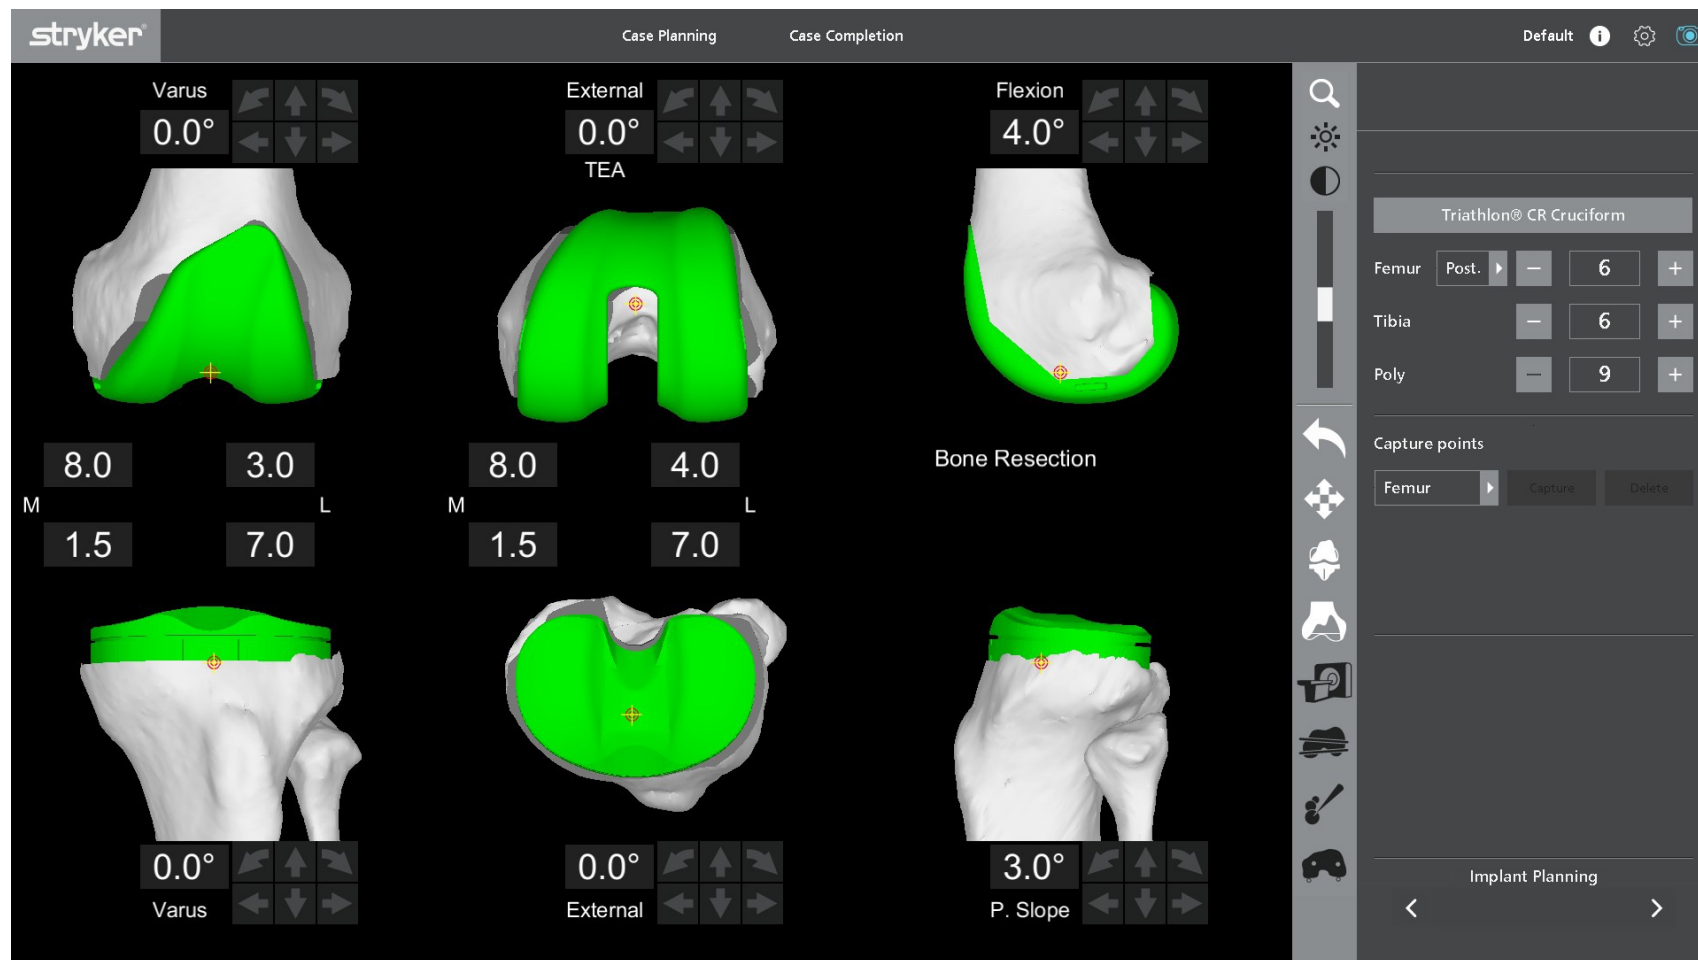 stryker®
Case Planning
Case Completion
Default
Varus
0.0°
External
0.0°
TEA
Flexion
4.0°
8.0
3.0
M
L
1.5
7.0
8.0
4.0
M
L
1.5
7.0
Bone Resection
0.0°
Varus
0.0°
External
3.0°
P. Slope
Triathlon® CR Cruciform
Femur Post. − 6 +
Tibia − 6 +
Poly − 9 +
Capture points
Femur Capture Delete
Implant Planning